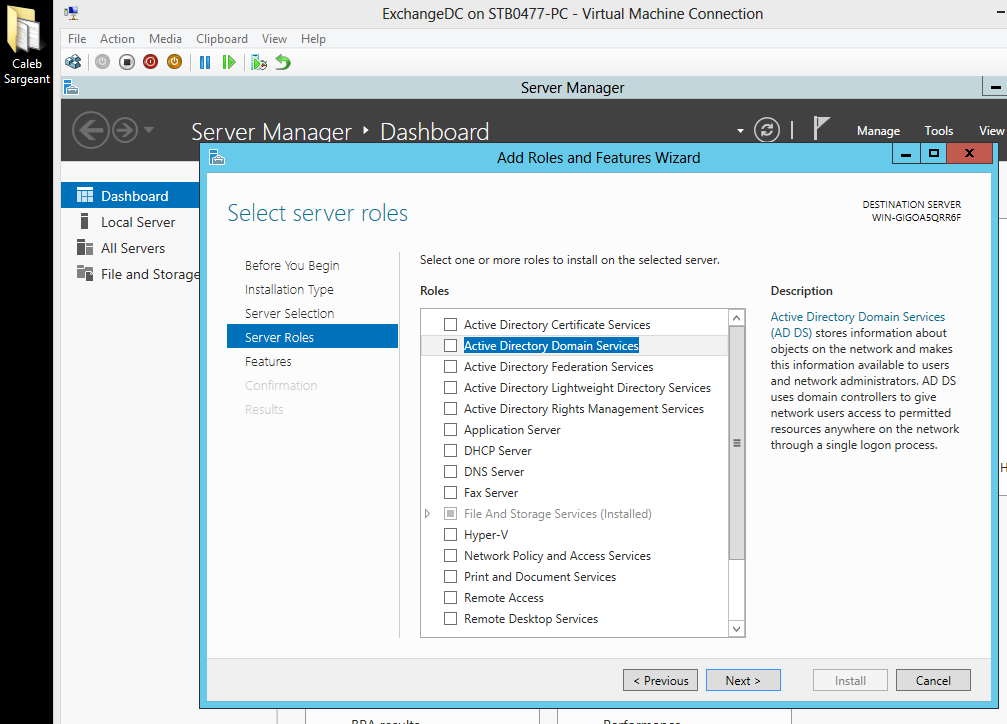 Caleb
Sargeant
ExchangeDC on STB0477-PC - Virtual Machine Connection
File Action Media Clipboard View Help
Server Manager
Server Manager Dashboard
Manage Tools View
Add Roles and Features Wizard
Dashboard
Local Server
All Servers
File and Storage
Select server roles
DESTINATION SERVER
WIN-GIGOA5QRR6F
Before You Begin
Installation Type
Server Selection
Server Roles
Features
Confirmation
Results
Select one or more roles to install on the selected server.
Roles
Active Directory Certificate Services
Active Directory Domain Services
Active Directory Federation Services
Active Directory Lightweight Directory Services
Active Directory Rights Management Services
Application Server
DHCP Server
DNS Server
Fax Server
File And Storage Services (Installed)
Hyper-V
Network Policy and Access Services
Print and Document Services
Remote Access
Remote Desktop Services
Description
Active Directory Domain Services
(AD DS) stores information about
objects on the network and makes
this information available to users
and network administrators. AD DS
uses domain controllers to give
network users access to permitted
resources anywhere on the network
through a single logon process.
H
< Previous Next > Install Cancel
BPA results Performance